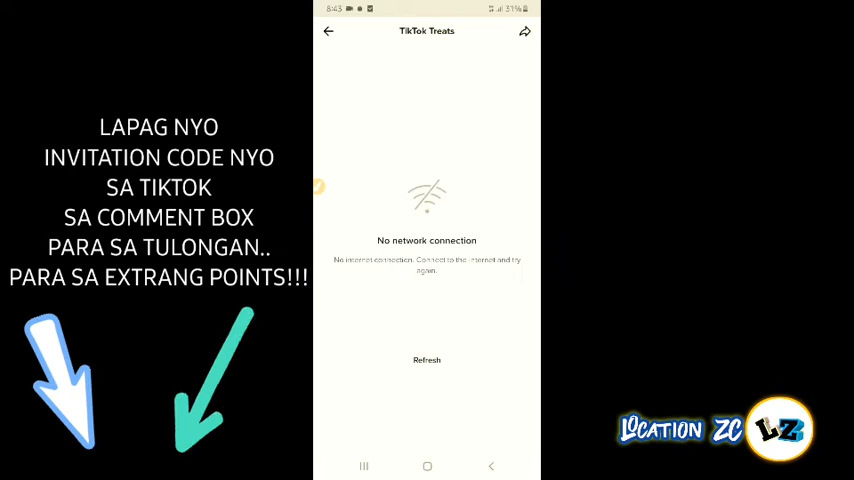 8:43
31%
TikTok Treats
LAPAG NYO
INVITATION CODE NYO
SA TIKTOK
SA COMMENT BOX
PARA SA TULONGAN..
PARA SA EXTRANG POINTS!!!
No network connection
No internet connection. Connect to the internet and try
again.
Refresh
LOCATION ZC
LZ